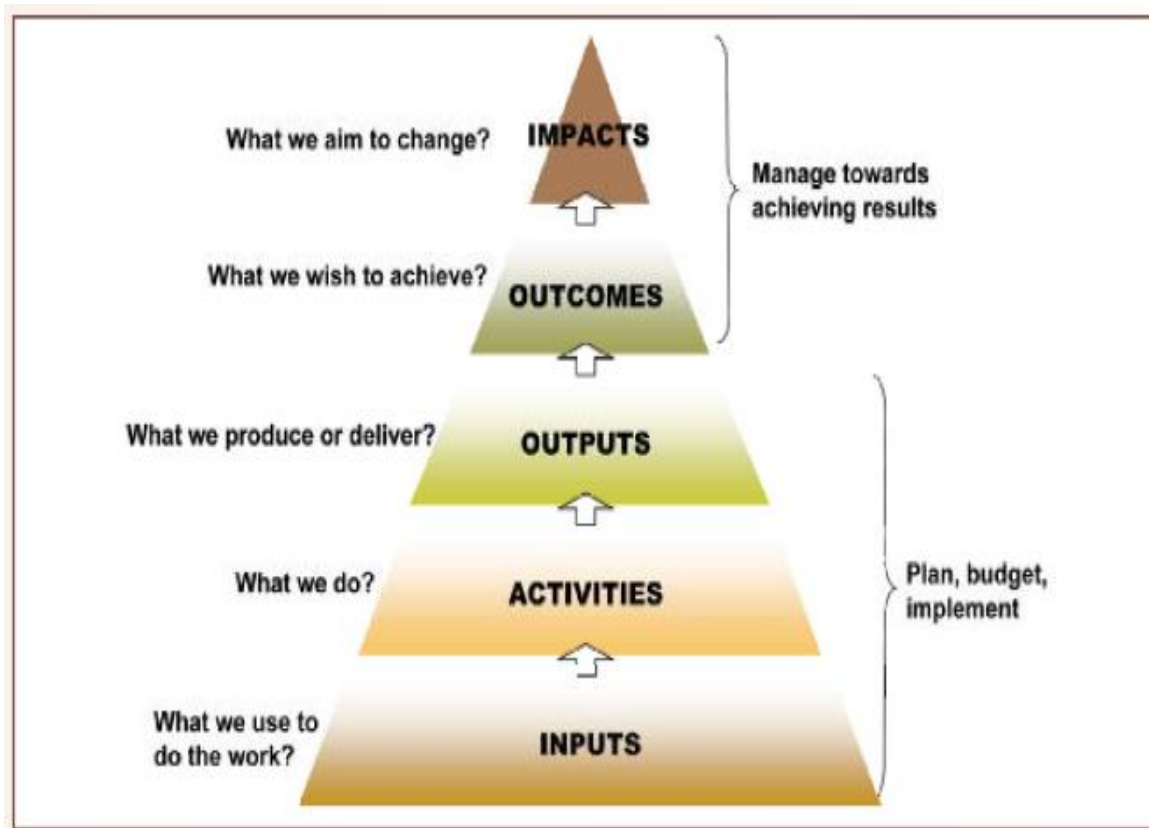 What we aim to change?
IMPACTS
Manage towards
achieving results
What we wish to achieve?
OUTCOMES
What we produce or deliver?
OUTPUTS
What we do?
ACTIVITIES
Plan, budget,
implement
What we use to
do the work?
INPUTS